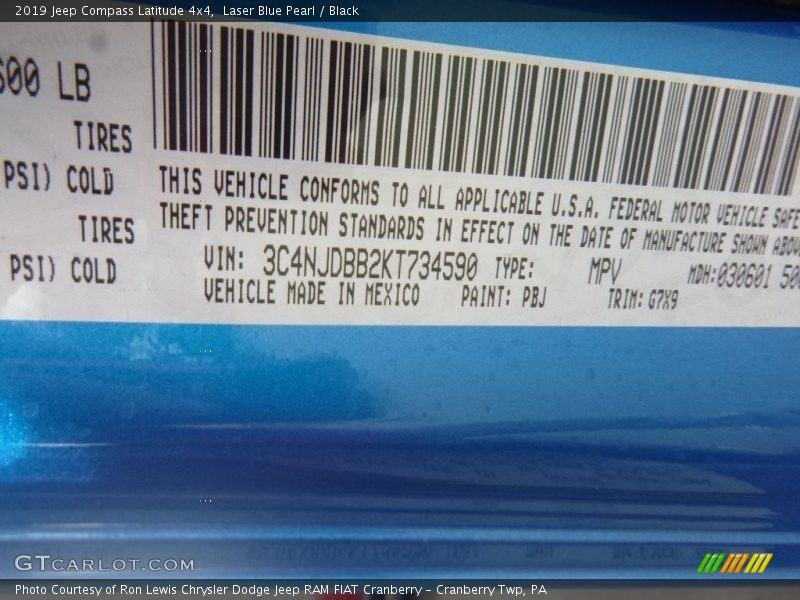 2019 Jeep Compass Latitude 4x4,  Laser Blue Pearl / Black
600 LB
TIRES
PSI) COLD
TIRES
PSI) COLD
THIS VEHICLE CONFORMS TO ALL APPLICABLE U.S.A. FEDERAL MOTOR VEHICLE SAFE
THEFT PREVENTION STANDARDS IN EFFECT ON THE DATE OF MANUFACTURE SHOWN ABOV
VIN: 3C4NJDBB2KT734590 TYPE: MPV MDH:030601 50
VEHICLE MADE IN MEXICO PAINT: PBJ TRIM: G7X9
GTCARLOT.COM
Photo Courtesy of Ron Lewis Chrysler Dodge Jeep RAM FIAT Cranberry – Cranberry Twp, PA